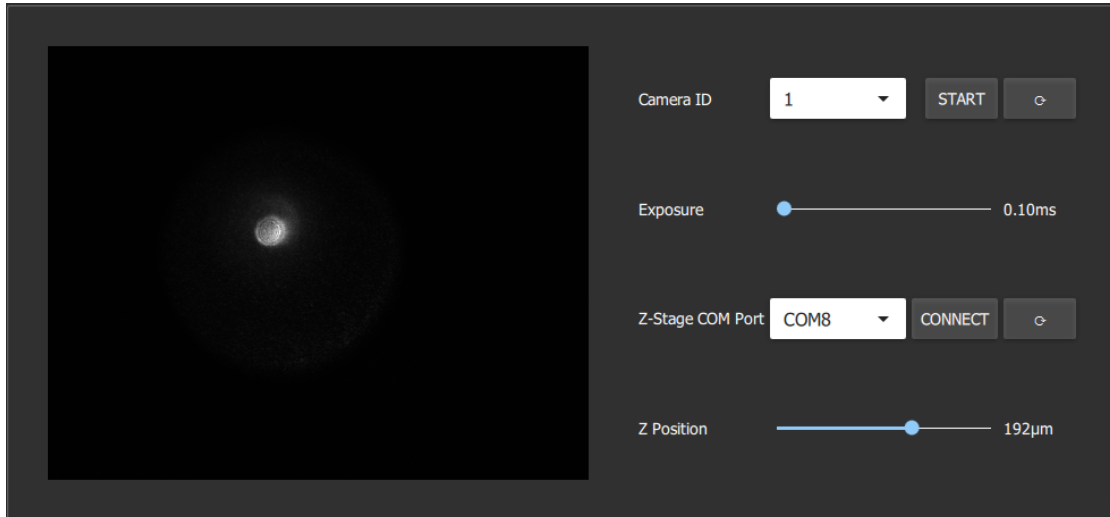 Camera ID 1 START ⟳
Exposure 0.10ms
Z-Stage COM Port COM8 CONNECT ⟳
Z Position 192µm